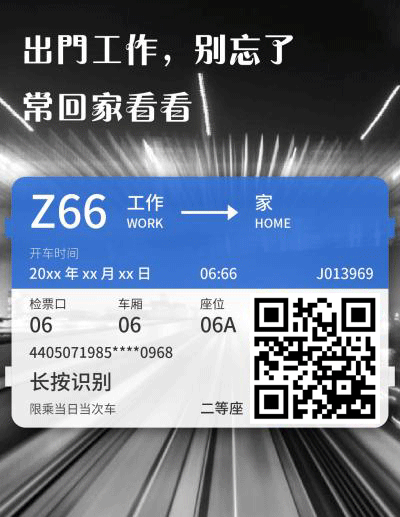 出門工作，别忘了
常回家看看
Z66 工作 家
WORK HOME
开车时间
20xx 年 xx 月 xx 日 06:66 J013969
检票口 车厢 座位
06 06 06A
4405071985****0968
长按识别
限乘当日当次车 二等座